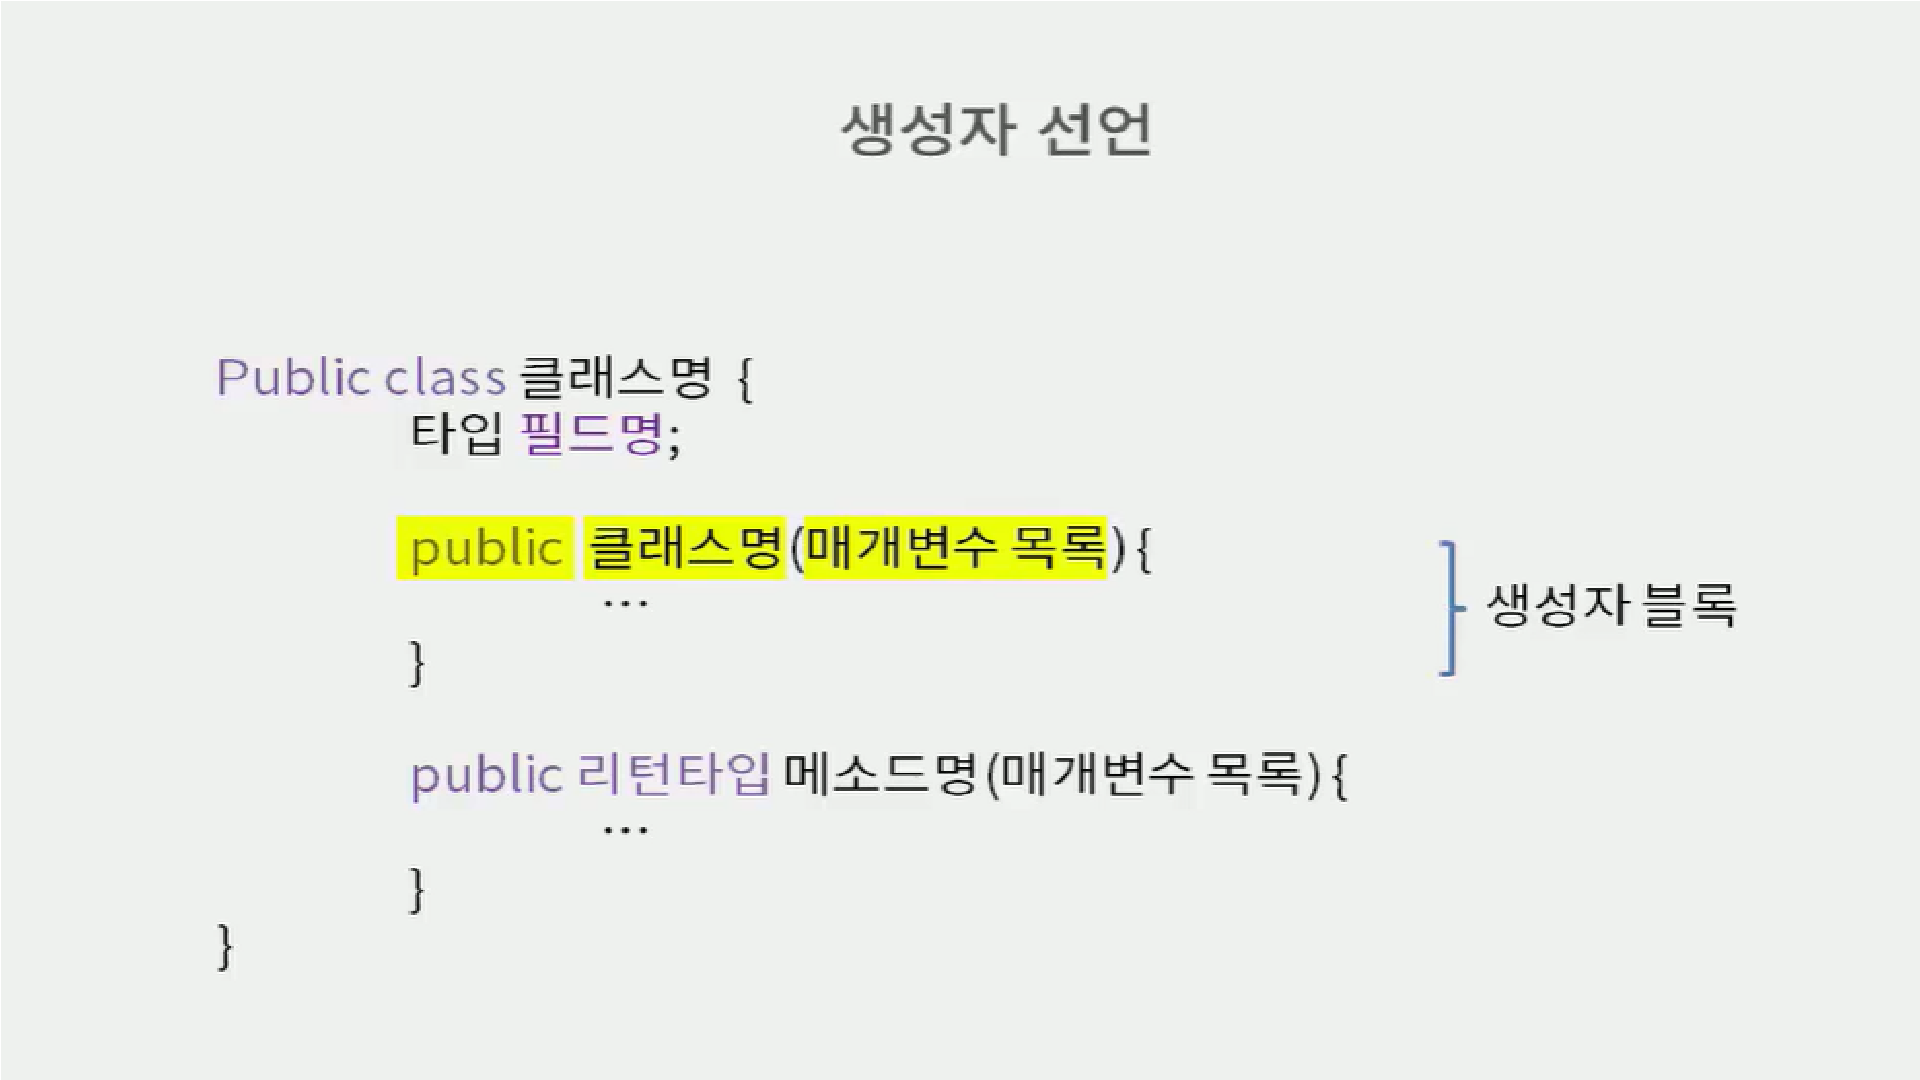 생성자 선언
Public class 클래스명 {
타입 필드명;
public 클래스명(매개변수 목록){
...
}
생성자 블록
public 리턴타입 메소드명(매개변수 목록){
...
}
}